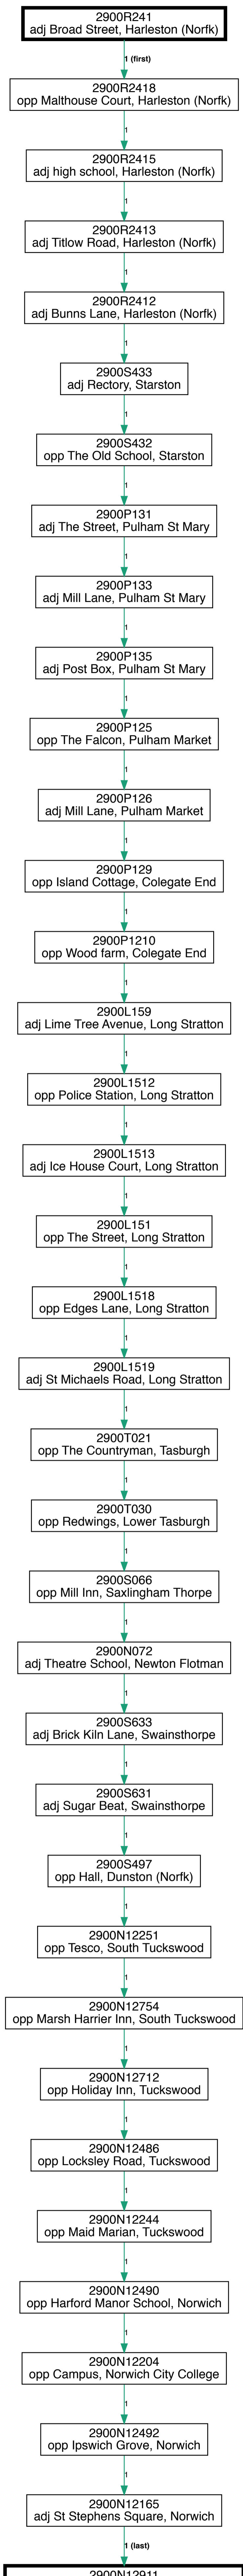 2900R241
adj Broad Street, Harleston (Norfk)
1 (first)
2900R2418
opp Malthouse Court, Harleston (Norfk)
1
2900R2415
adj high school, Harleston (Norfk)
1
2900R2413
adj Titlow Road, Harleston (Norfk)
1
2900R2412
adj Bunns Lane, Harleston (Norfk)
1
2900S433
adj Rectory, Starston
1
2900S432
opp The Old School, Starston
1
2900P131
adj The Street, Pulham St Mary
1
2900P133
adj Mill Lane, Pulham St Mary
1
2900P135
adj Post Box, Pulham St Mary
1
2900P125
opp The Falcon, Pulham Market
1
2900P126
adj Mill Lane, Pulham Market
1
2900P129
opp Island Cottage, Colegate End
1
2900P1210
opp Wood farm, Colegate End
1
2900L159
adj Lime Tree Avenue, Long Stratton
1
2900L1512
opp Police Station, Long Stratton
1
2900L1513
adj Ice House Court, Long Stratton
1
2900L151
opp The Street, Long Stratton
1
2900L1518
opp Edges Lane, Long Stratton
1
2900L1519
adj St Michaels Road, Long Stratton
1
2900T021
opp The Countryman, Tasburgh
1
2900T030
opp Redwings, Lower Tasburgh
1
2900S066
opp Mill Inn, Saxlingham Thorpe
1
2900N072
adj Theatre School, Newton Flotman
1
2900S633
adj Brick Kiln Lane, Swainsthorpe
1
2900S631
adj Sugar Beat, Swainsthorpe
1
2900S497
opp Hall, Dunston (Norfk)
1
2900N12251
opp Tesco, South Tuckswood
1
2900N12754
opp Marsh Harrier Inn, South Tuckswood
1
2900N12712
opp Holiday Inn, Tuckswood
1
2900N12486
opp Locksley Road, Tuckswood
1
2900N12244
opp Maid Marian, Tuckswood
1
2900N12490
opp Harford Manor School, Norwich
1
2900N12204
opp Campus, Norwich City College
1
2900N12492
opp Ipswich Grove, Norwich
1
2900N12165
adj St Stephens Square, Norwich
1 (last)
2900N12911